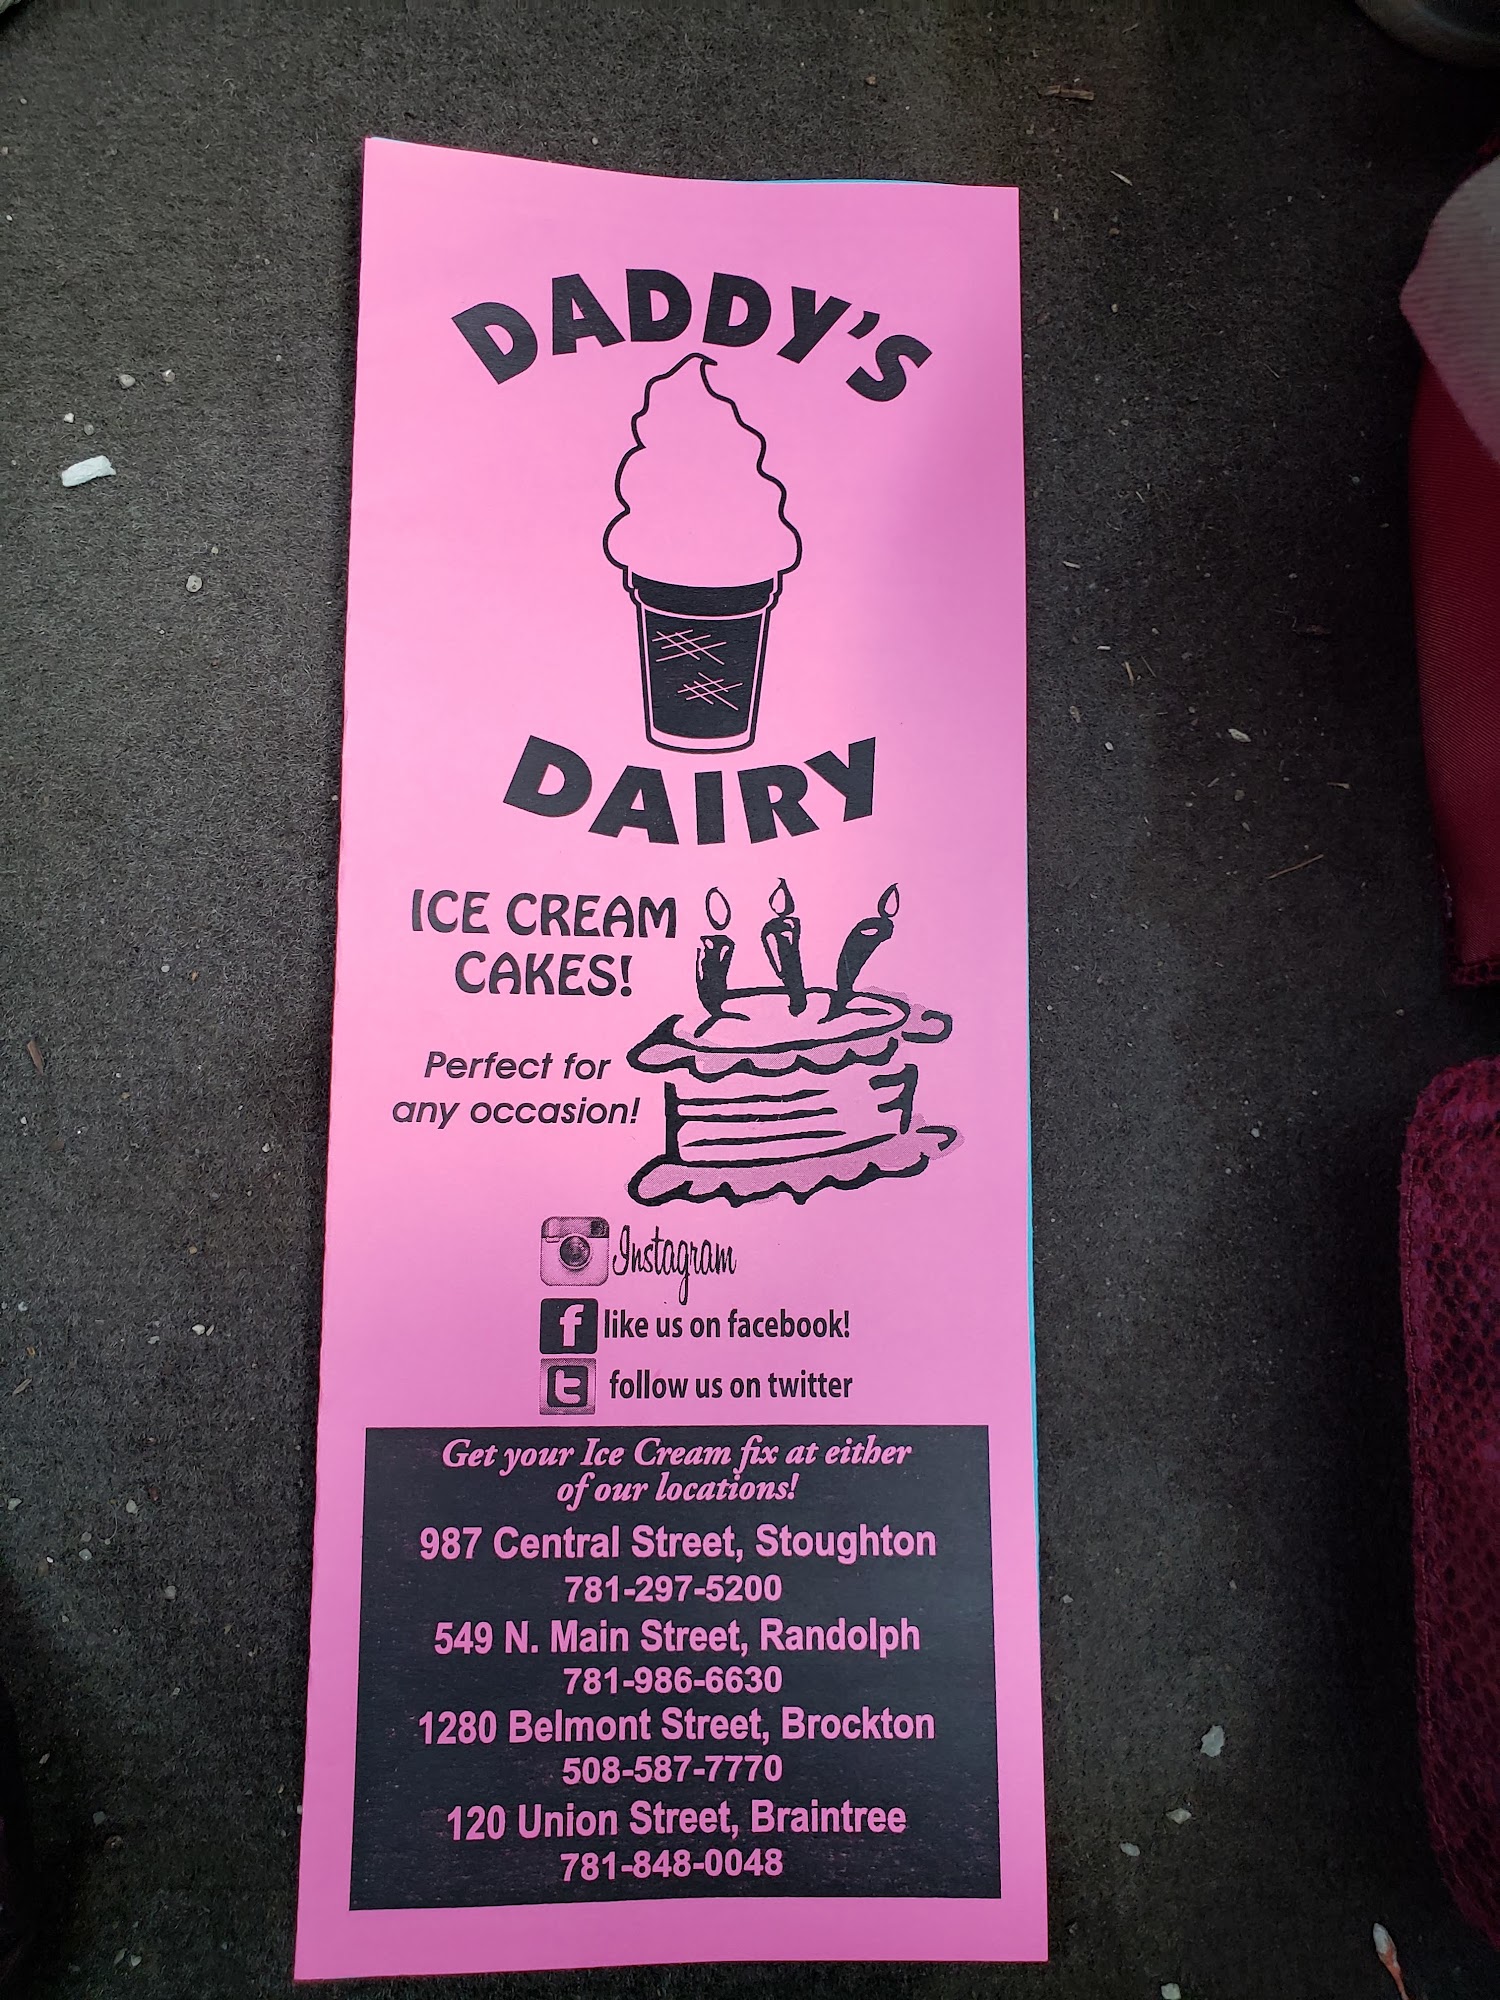 DADDY'S
DAIRY
ICE CREAM
CAKES!
Perfect for
any occasion!
Instagram
f like us on facebook!
t follow us on twitter
Get your Ice Cream fix at either
of our locations!
987 Central Street, Stoughton
781-297-5200
549 N. Main Street, Randolph
781-986-6630
1280 Belmont Street, Brockton
508-587-7770
120 Union Street, Braintree
781-848-0048